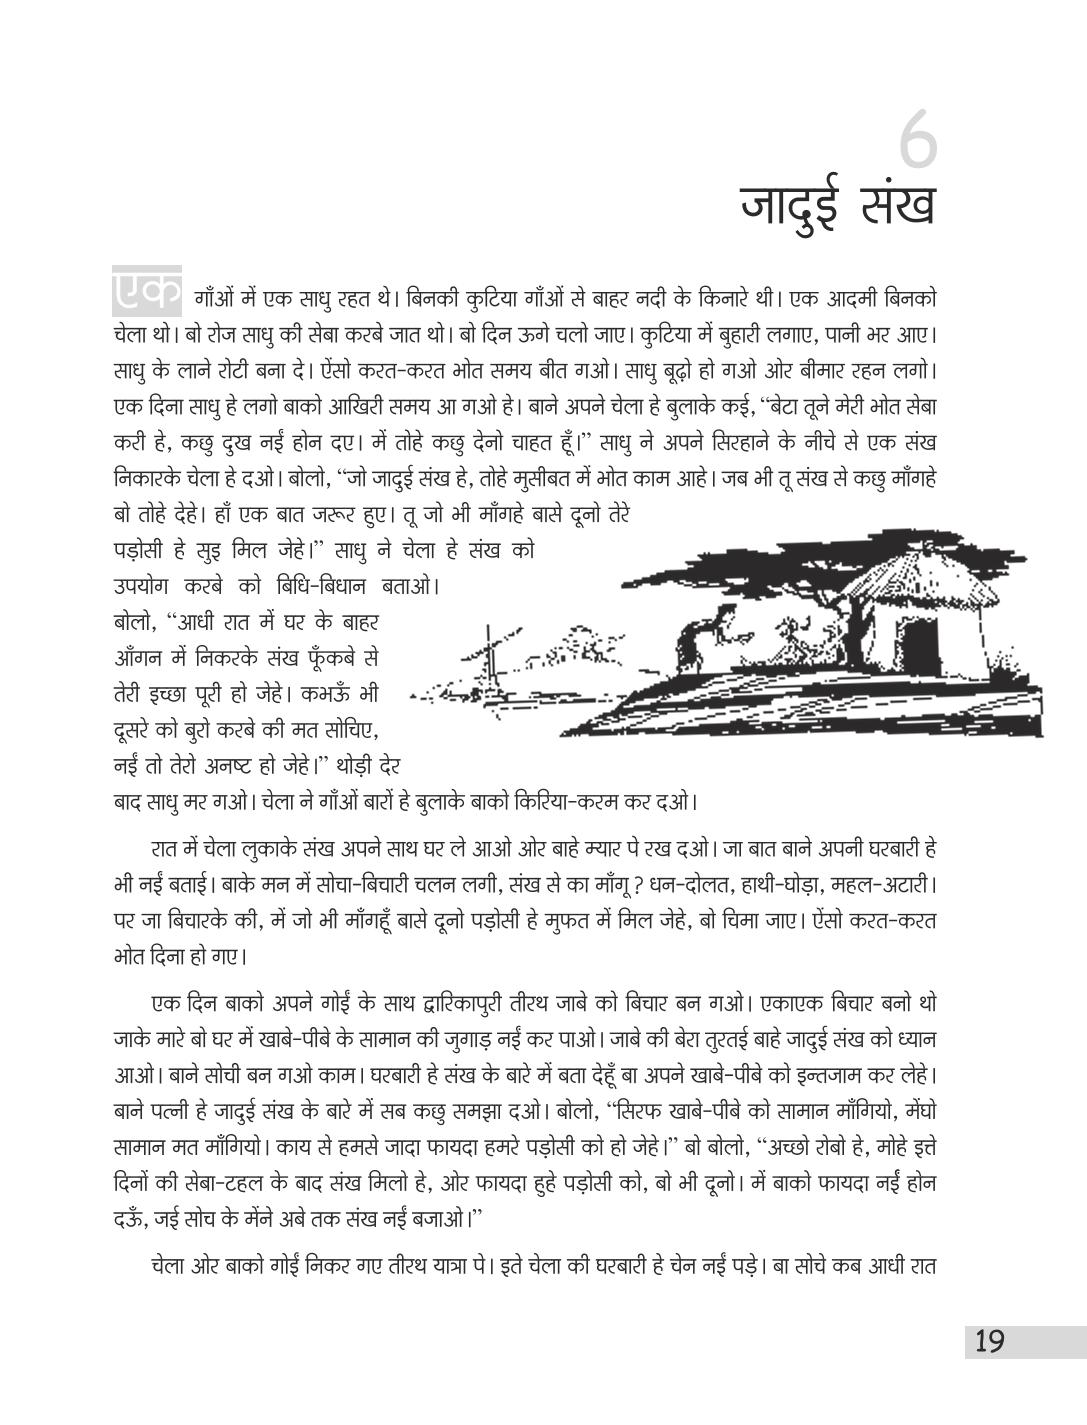 6
जादुई संख
एक गाँओं में एक साधु रहत थे। बिनकी कुटिया गाँओं से बाहर नदी के किनारे थी। एक आदमी बिनको
चेला थो। बो रोज साधु की सेबा करबे जात थो। बो दिन ऊगे चलो जाए। कुटिया में बुहारी लगाए, पानी भर आए।
साधु के लाने रोटी बना दे। ऐंसो करत-करत भोत समय बीत गओ। साधु बूढ़ो हो गओ ओर बीमार रहन लगो।
एक दिना साधु हे लगो बाको आखिरी समय आ गओ हे। बाने अपने चेला हे बुलाके कई, “बेटा तूने मेरी भोत सेबा
करी हे, कछु दुख नईं होन दए। में तोहे कछु देनो चाहत हूँ।” साधु ने अपने सिरहाने के नीचे से एक संख
निकारके चेला हे दओ। बोलो, “जो जादुई संख हे, तोहे मुसीबत में भोत काम आहे। जब भी तू संख से कछु माँगहे
बो तोहे देहे। हाँ एक बात जरूर हुए। तू जो भी माँगहे बासे दूनो तेरे
पड़ोसी हे सुइ मिल जेहे।” साधु ने चेला हे संख को
उपयोग करबे को बिधि-बिधान बताओ।
बोलो, “आधी रात में घर के बाहर
आँगन में निकरके संख फूँकबे से
तेरी इच्छा पूरी हो जेहे। कभऊँ भी
दूसरे को बुरो करबे की मत सोचिए,
नईं तो तेरो अनष्ट हो जेहे।” थोड़ी देर
बाद साधु मर गओ। चेला ने गाँओं बारों हे बुलाके बाको किरिया-करम कर दओ।
रात में चेला लुकाके संख अपने साथ घर ले आओ ओर बाहे म्यार पे रख दओ। जा बात बाने अपनी घरबारी हे
भी नईं बताई। बाके मन में सोचा-बिचारी चलन लगी, संख से का माँगू? धन-दोलत, हाथी-घोड़ा, महल-अटारी।
पर जा बिचारके की, में जो भी माँगहूँ बासे दूनो पड़ोसी हे मुफत में मिल जेहे, बो चिमा जाए। ऐंसो करत-करत
भोत दिना हो गए।
एक दिन बाको अपने गोईं के साथ द्वारिकापुरी तीरथ जाबे को बिचार बन गओ। एकाएक बिचार बनो थो
जाके मारे बो घर में खाबे-पीबे के सामान की जुगाड़ नईं कर पाओ। जाबे की बेरा तुरतई बाहे जादुई संख को ध्यान
आओ। बाने सोची बन गओ काम। घरबारी हे संख के बारे में बता देहूँ बा अपने खाबे-पीबे को इन्तजाम कर लेहे।
बाने पत्नी हे जादुई संख के बारे में सब कछु समझा दओ। बोलो, “सिरफ खाबे-पीबे को सामान माँगियो, मेंघो
सामान मत माँगियो। काय से हमसे जादा फायदा हमरे पड़ोसी को हो जेहे।” बो बोलो, “अच्छो रोबो हे, मोहे इत्ते
दिनों की सेबा-टहल के बाद संख मिलो हे, ओर फायदा हुहे पड़ोसी को, बो भी दूनो। में बाको फायदा नईं होन
दऊँ, जई सोच के मेंने अबे तक संख नईं बजाओ।”
चेला ओर बाको गोईं निकर गए तीरथ यात्रा पे। इते चेला की घरबारी हे चेन नईं पड़े। बा सोचे कब आधी रात
19